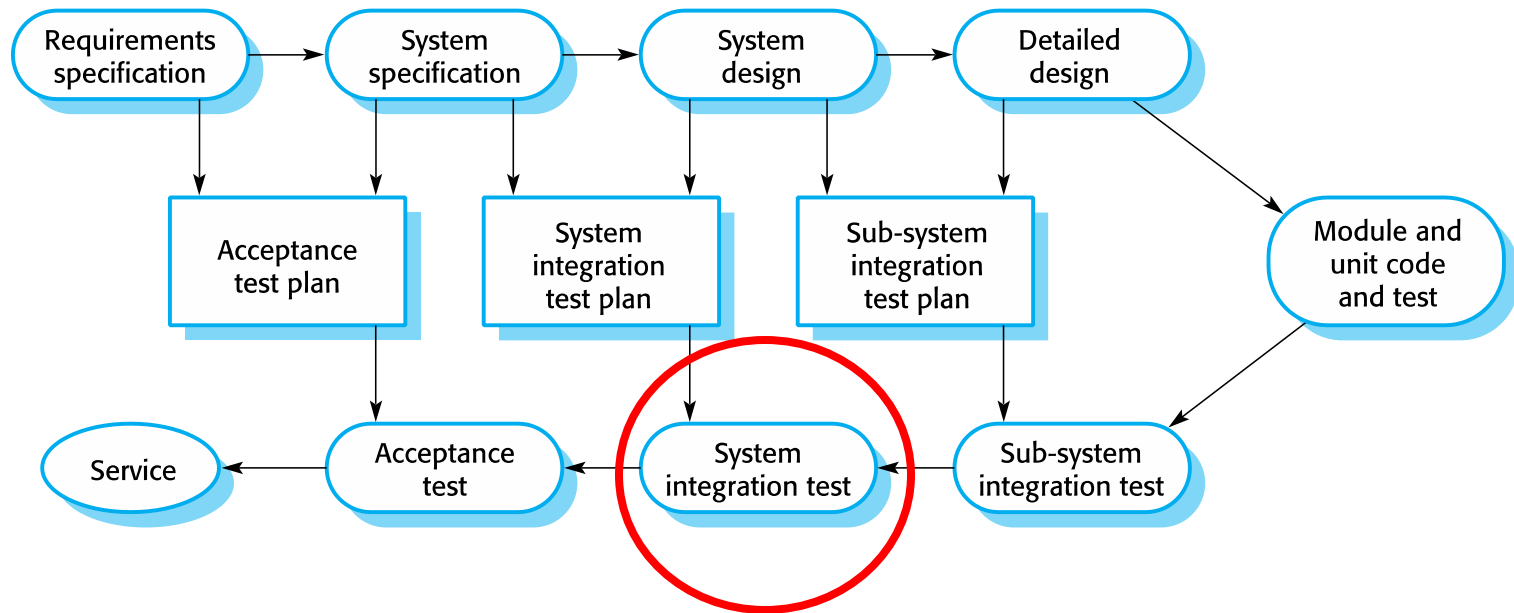 Requirements
specification
System
specification
System
design
Detailed
design
Acceptance
test plan
System
integration
test plan
Sub-system
integration
test plan
Module and
unit code
and test
Service
Acceptance
test
System
integration test
Sub-system
integration test